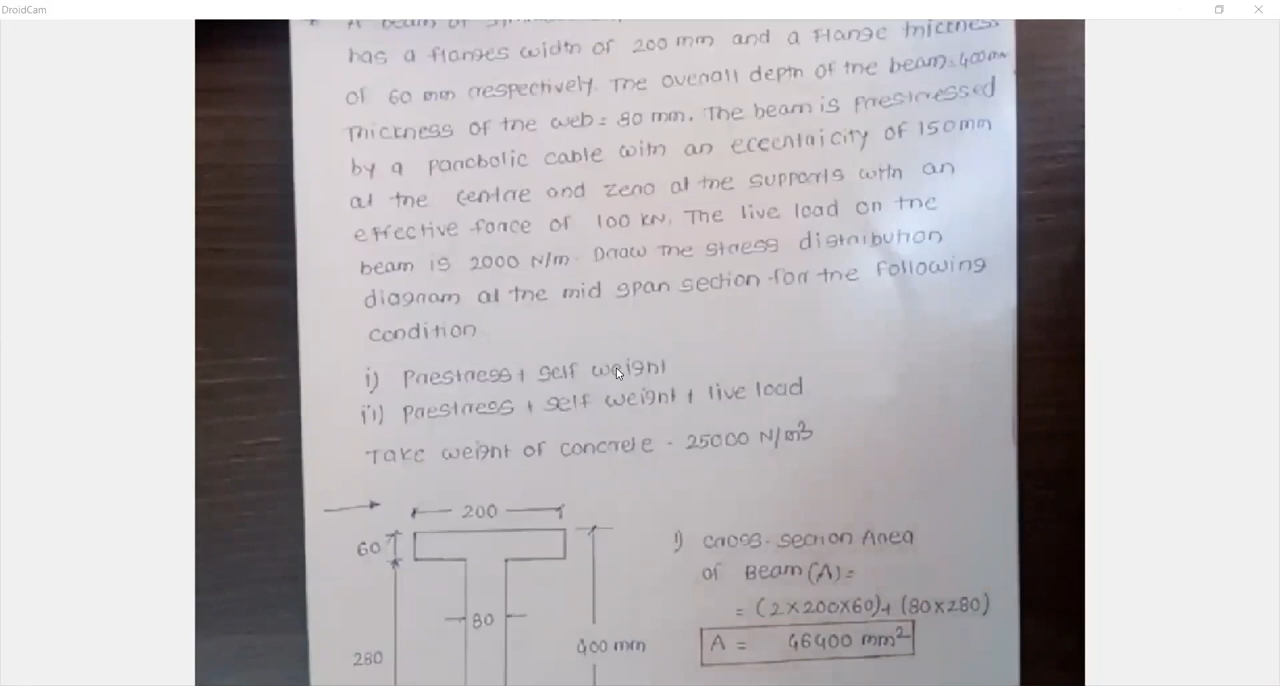 DroidCam
A Beam of
has a flanges width of 200 mm and a flange thickness
of 60 mm respectively. The overall depth of the beam = 400mm
Thickness of the web = 80 mm. The beam is prestressed
by a parabolic cable with an eccentricity of 150mm
at the centre and zero at the supports with an
effective force of 100 kN. The live load on the
beam is 2000 N/m. Draw the stress distribution
diagram at the mid span section for the following
condition
i) Prestress + self weight
ii) Prestress + self weight + live load
Take weight of concrete - 25000 N/m³
200
60
80
280
400 mm
1) Cross-section Area
of Beam (A) =
= (2×200×60) + (80×280)
A = 46400 mm²